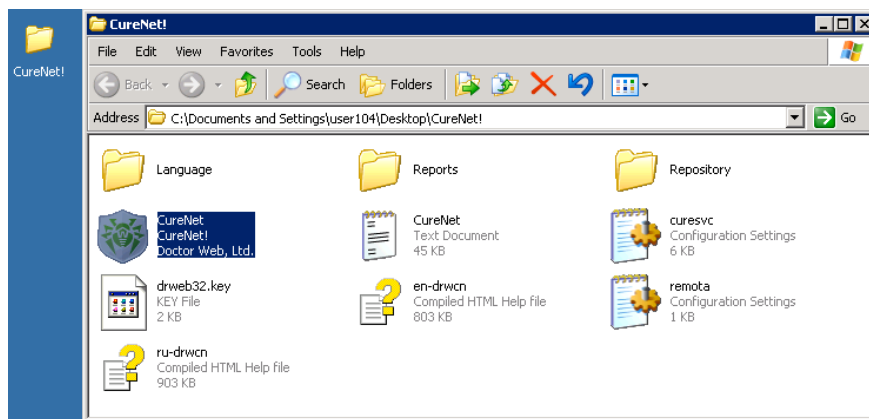 CureNet!
CureNet!
File Edit View Favorites Tools Help
Back Search Folders
Address C:\Documents and Settings\user104\Desktop\CureNet! Go
Language
Reports
Repository
CureNet
CureNet!
Doctor Web, Ltd.
CureNet
Text Document
45 KB
curesvc
Configuration Settings
6 KB
drweb32.key
KEY File
2 KB
en-drwcn
Compiled HTML Help file
803 KB
remota
Configuration Settings
1 KB
ru-drwcn
Compiled HTML Help file
903 KB